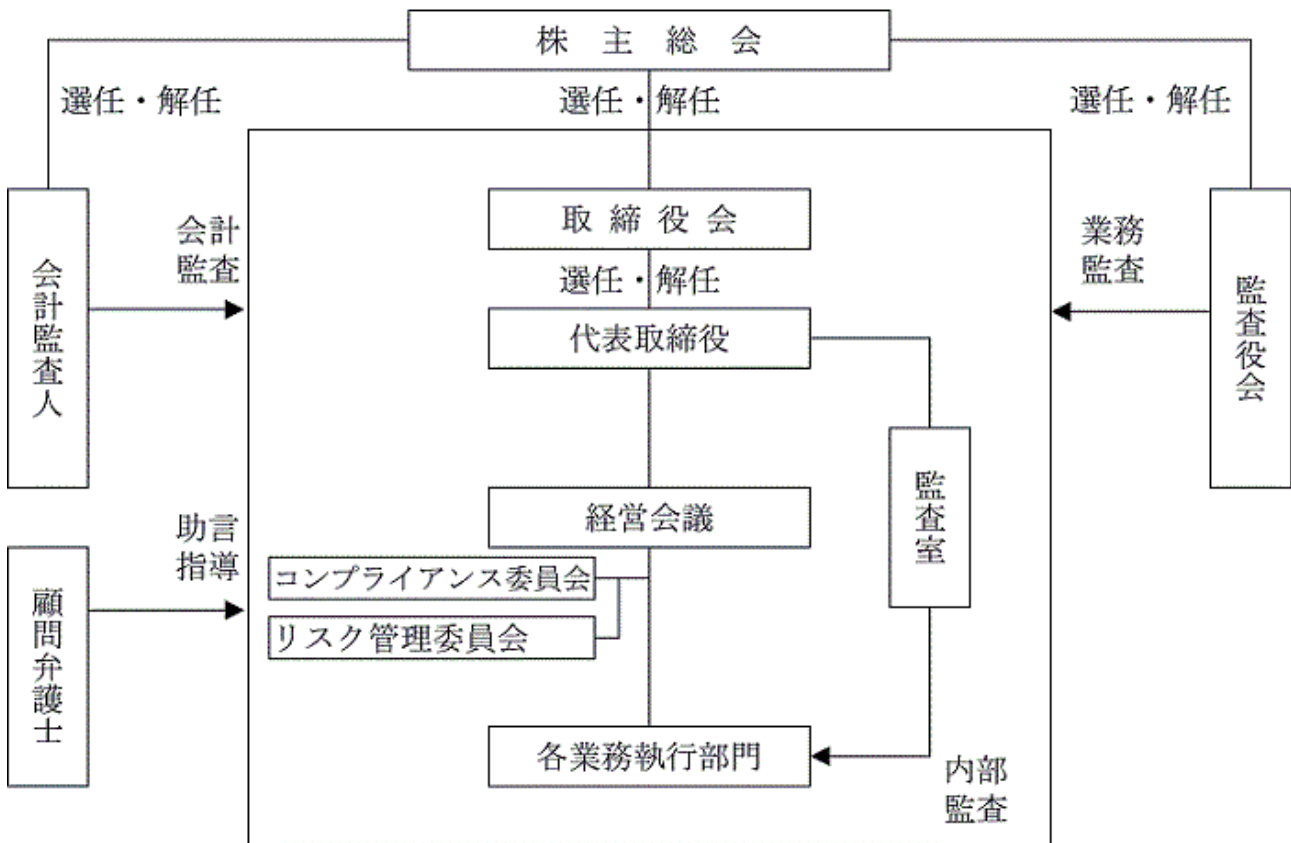 株主総会
選任・解任
選任・解任
選任・解任
取締役会
会計
監査
業務
監査
選任・解任
会計監査人
監査役会
代表取締役
監査室
経営会議
助言
指導
コンプライアンス委員会
リスク管理委員会
顧問弁護士
各業務執行部門
内部
監査